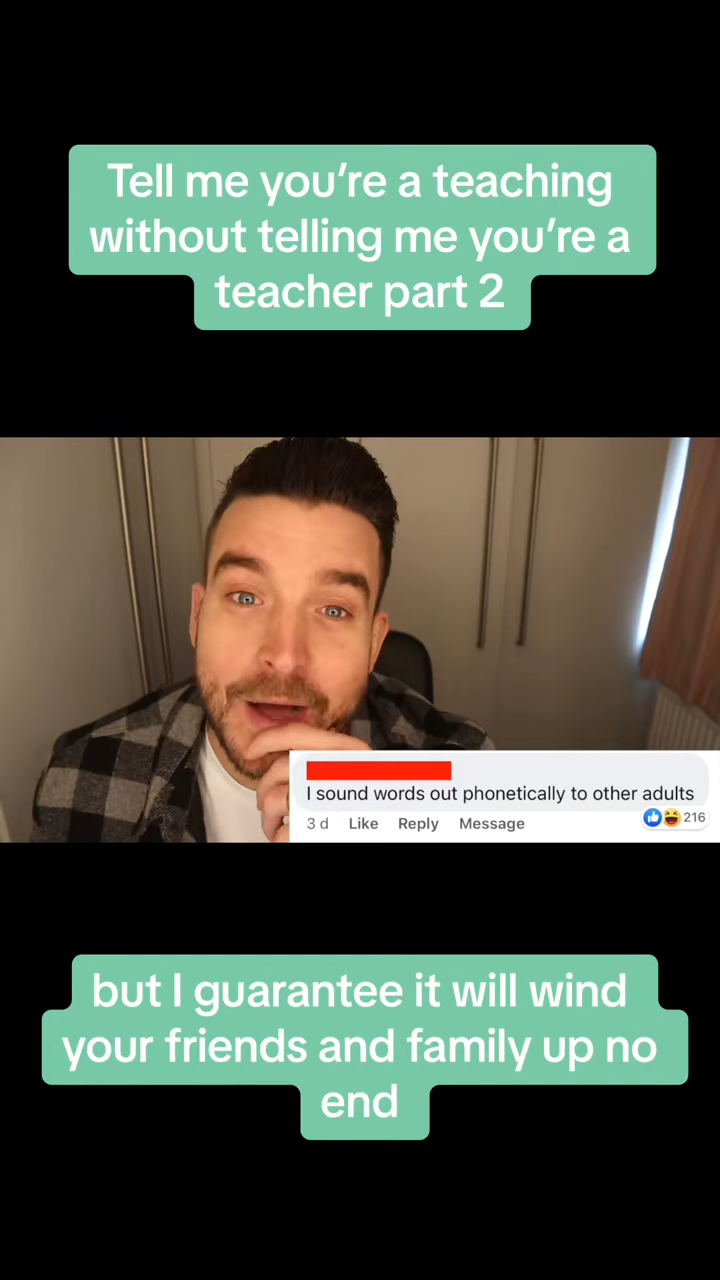 Tell me you’re a teaching
without telling me you’re a
teacher part 2
I sound words out phonetically to other adults
3 d Like Reply Message 216
but I guarantee it will wind
your friends and family up no
end